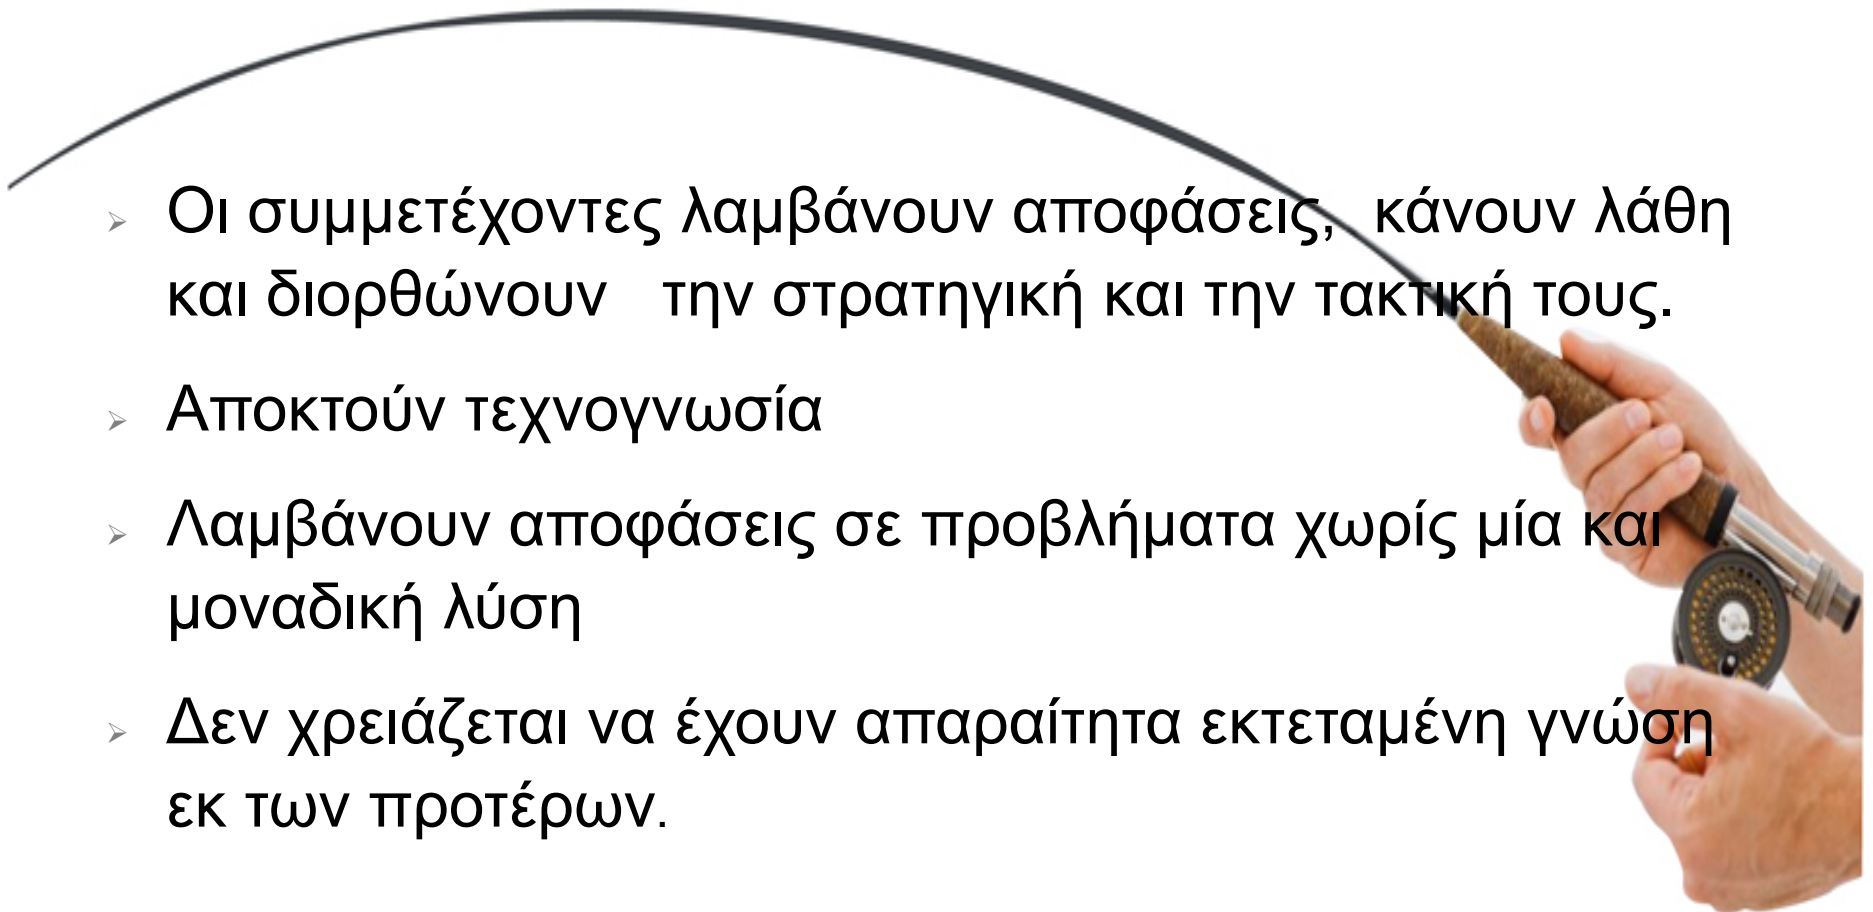 Οι συμμετέχοντες λαμβάνουν αποφάσεις, κάνουν λάθη
και διορθώνουν την στρατηγική και την τακτική τους.
Αποκτούν τεχνογνωσία
Λαμβάνουν αποφάσεις σε προβλήματα χωρίς μία και
μοναδική λύση
Δεν χρειάζεται να έχουν απαραίτητα εκτεταμένη γνώση
εκ των προτέρων.